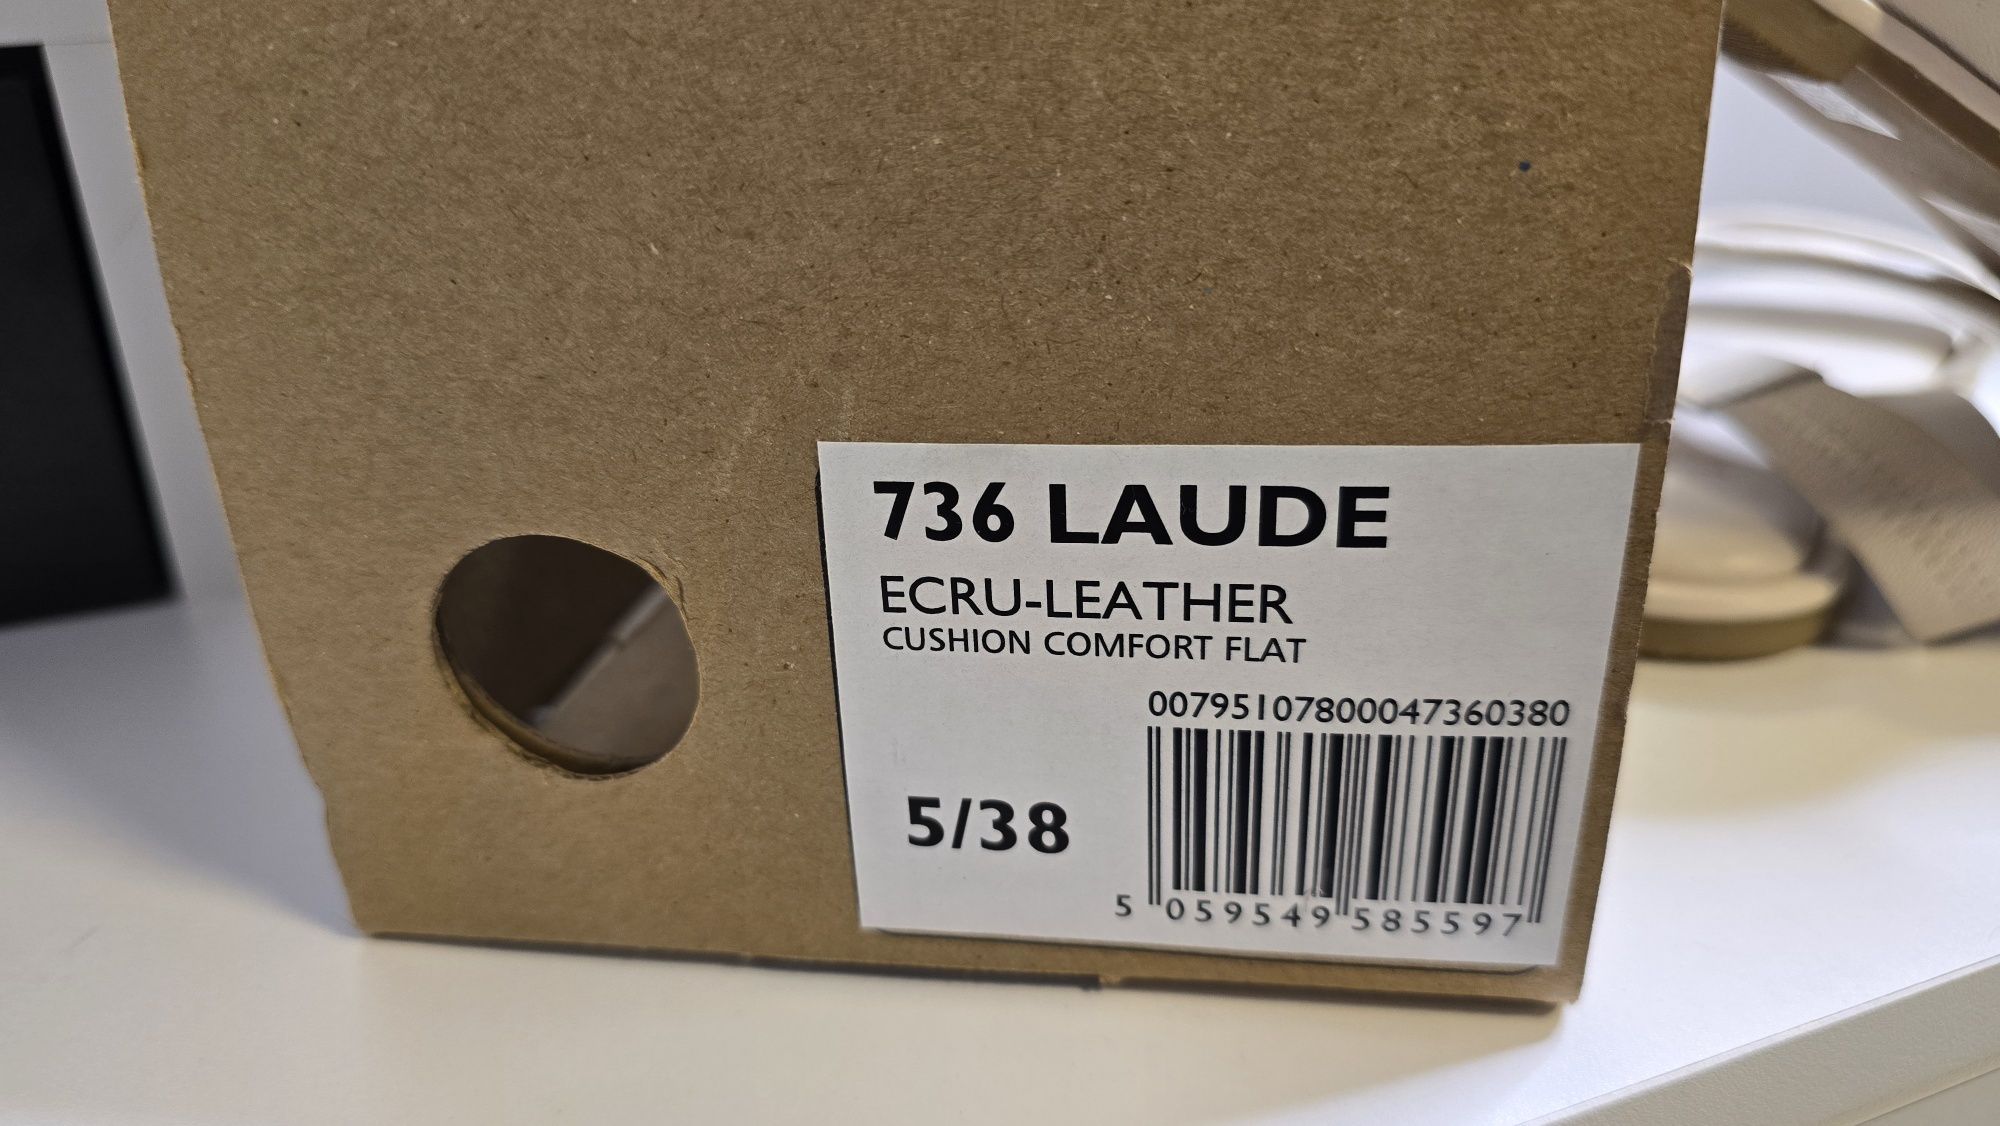 736 LAUDE
ECRU-LEATHER
CUSHION COMFORT FLAT
00795107800047360380
5/38
5 059549 585597